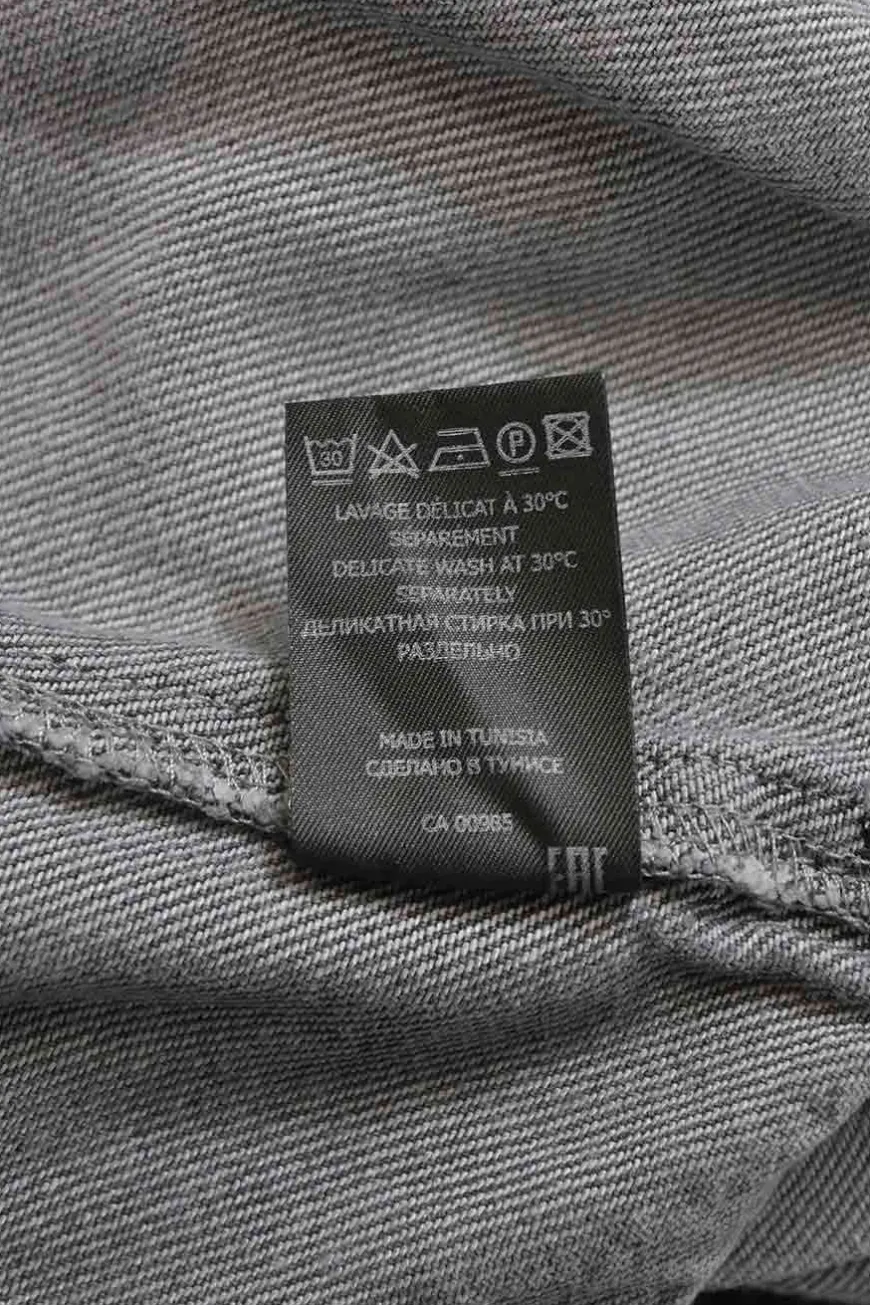 30 P
LAVAGE DÉLICAT À 30°C
SÉPAREMENT
DELICATE WASH AT 30°C
SEPARATELY
ДЕЛИКАТНАЯ СТИРКА ПРИ 30°
РАЗДЕЛЬНО
MADE IN TUNISIA
СДЕЛАНО В ТУНИСЕ
CA 00985
EAC